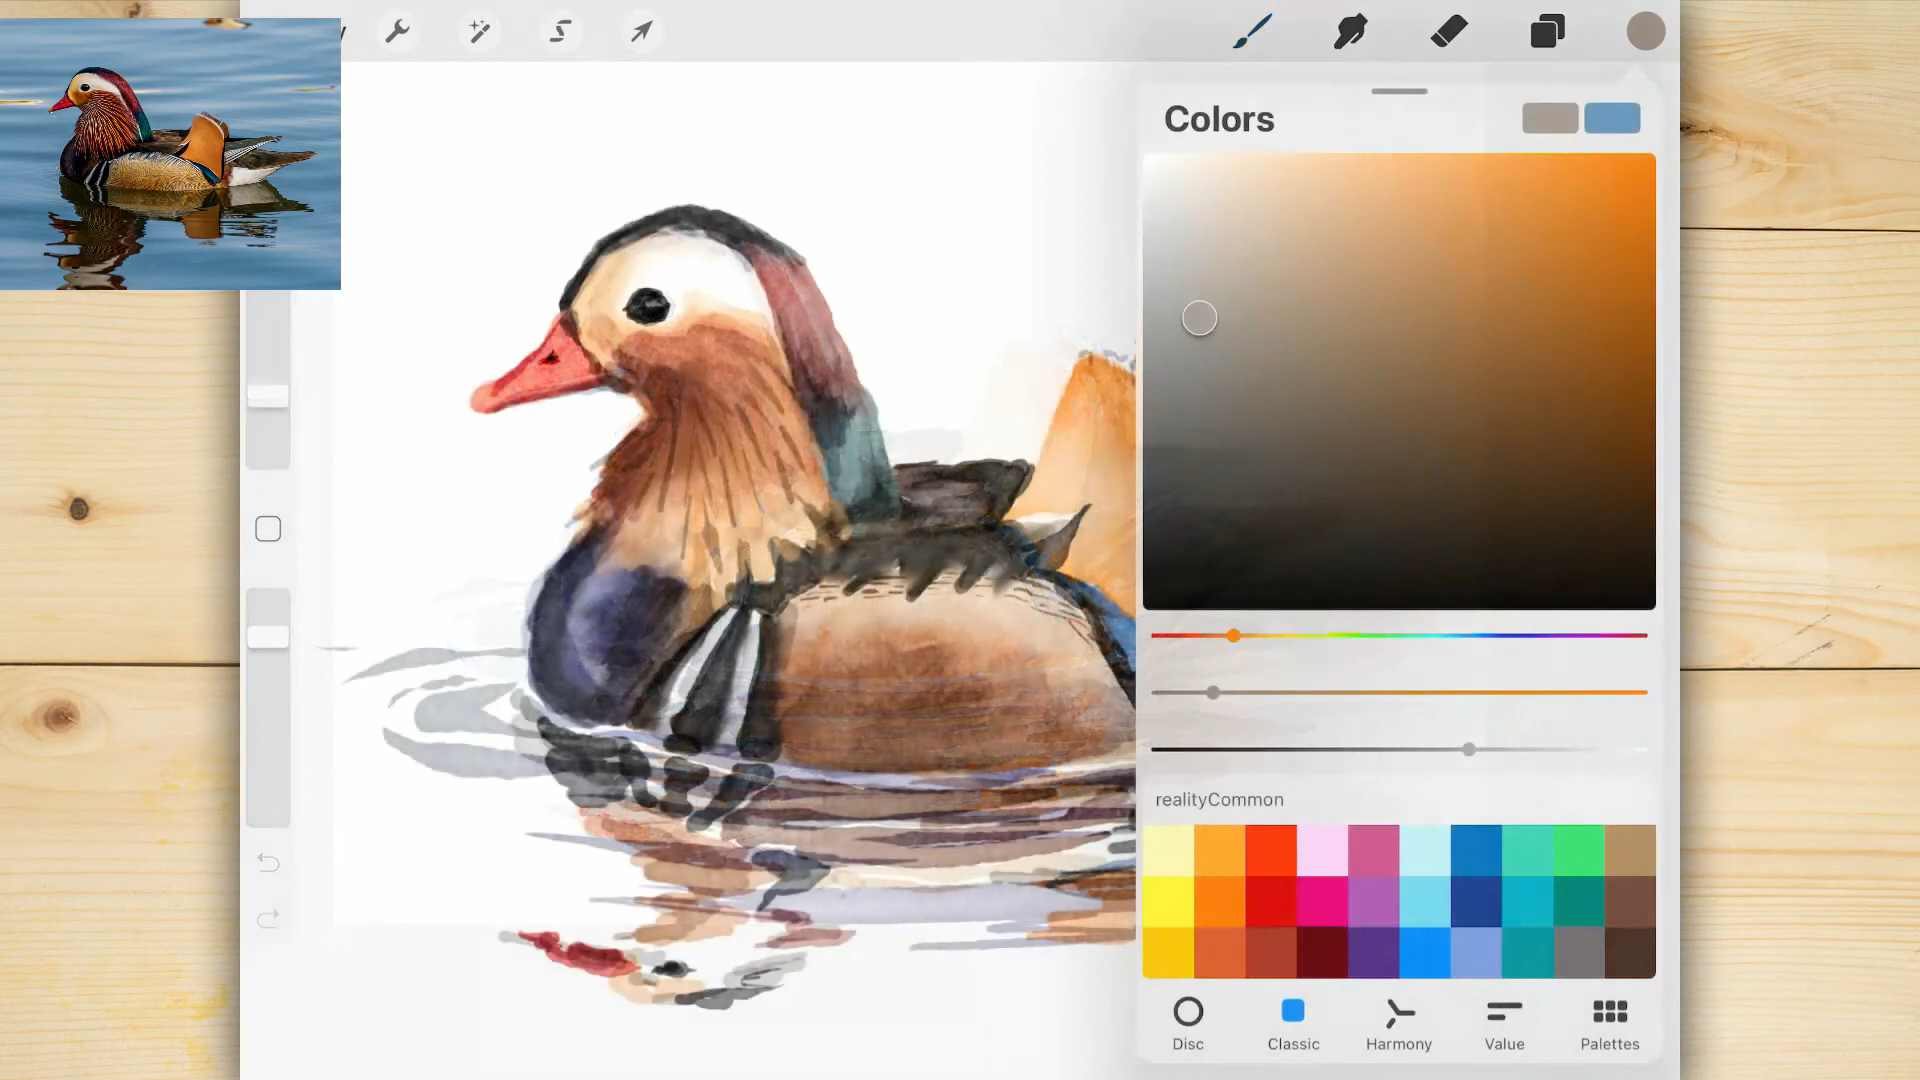 Colors
realityCommon
Disc
Classic
Harmony
Value
Palettes